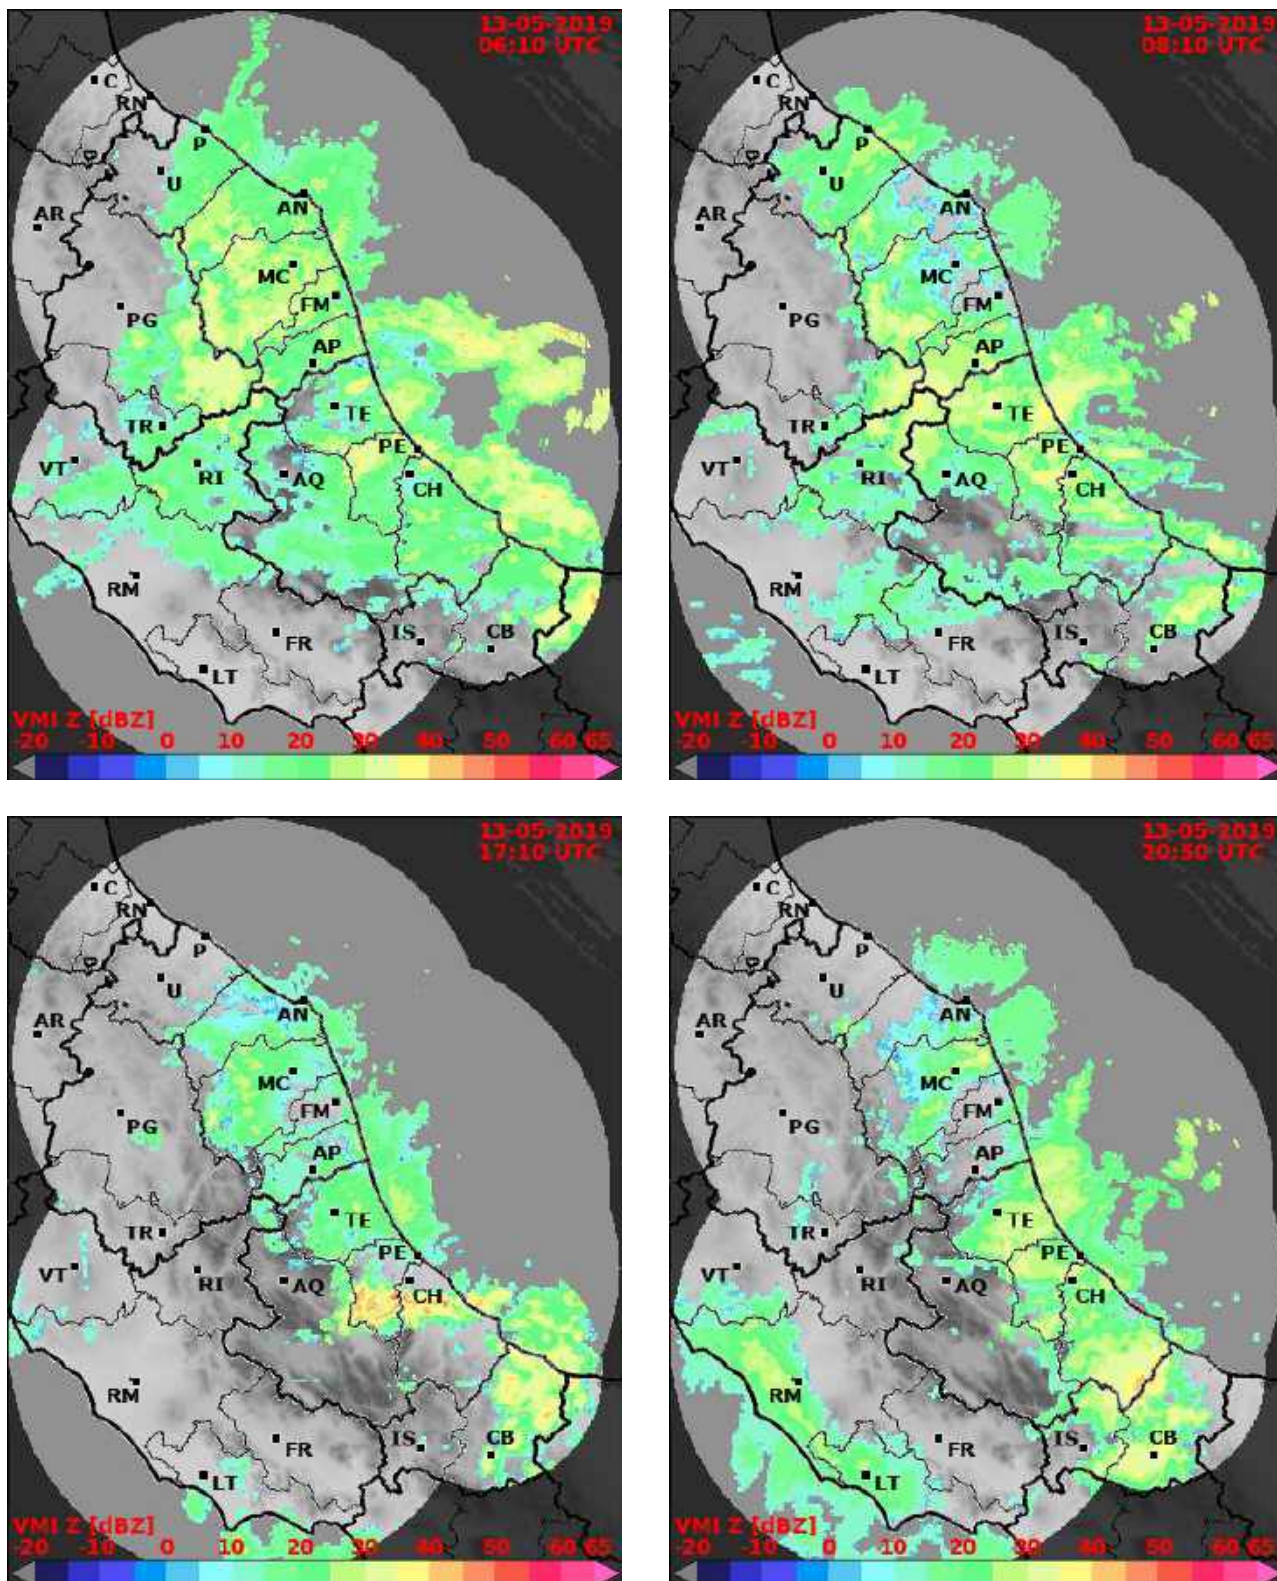 13-05-2019
06:10 UTC
C
RN
P
U
AN
AR
MC
FM
PG
AP
TR
TE
PE
VT
RI
AQ
CH
RM
FR
IS
CB
LT
VMI Z [dBZ]
-20 -10 0 10 20 30 40 50 60 65
13-05-2019
08:10 UTC
C
RN
P
U
AN
AR
MC
FM
PG
AP
TR
TE
PE
VT
RI
AQ
CH
RM
FR
IS
CB
LT
VMI Z [dBZ]
-20 -10 0 10 20 30 40 50 60 65
13-05-2019
17:10 UTC
C
RN
P
U
AN
AR
MC
FM
PG
AP
TR
TE
PE
VT
RI
AQ
CH
RM
FR
IS
CB
LT
VMI Z [dBZ]
-20 -10 0 10 20 30 40 50 60 65
13-05-2019
20:50 UTC
C
RN
P
U
AN
AR
MC
FM
PG
AP
TR
TE
PE
VT
RI
AQ
CH
RM
FR
IS
CB
LT
VMI Z [dBZ]
-20 -10 0 10 20 30 40 50 60 65